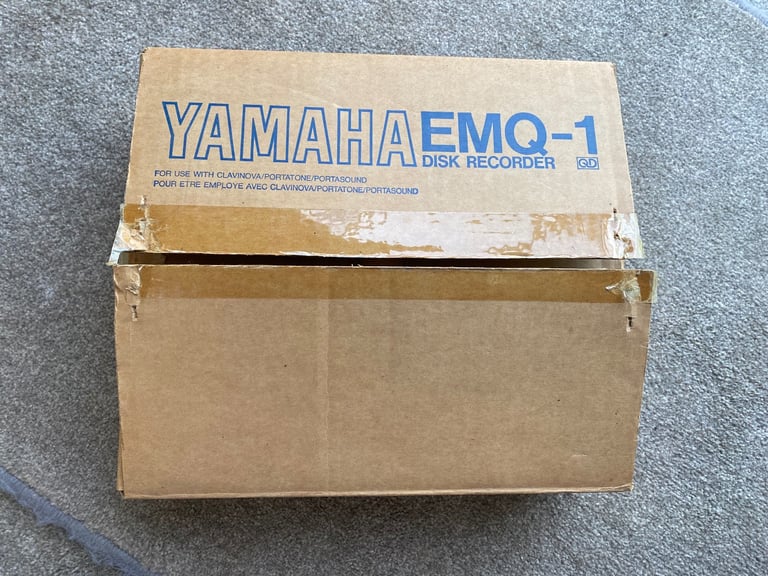 YAMAHA EMQ-1
DISK RECORDER QD
FOR USE WITH CLAVINOVA/PORTATONE/PORTASOUND
POUR ETRE EMPLOYE AVEC CLAVINOVA/PORTATONE/PORTASOUND